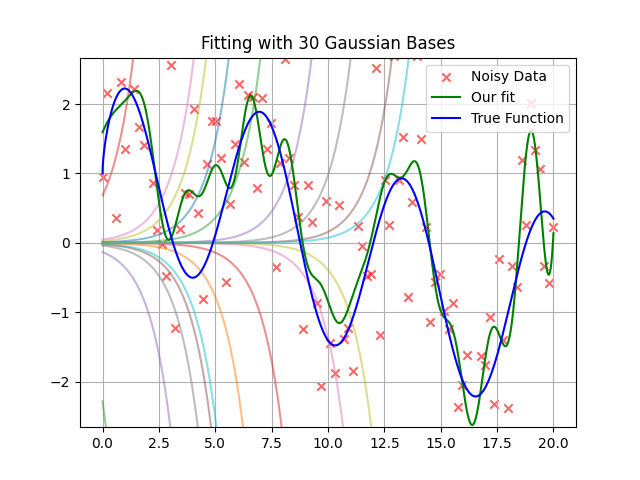 Fitting with 30 Gaussian Bases
Noisy Data
Our fit
True Function
2
1
0
−1
−2
0.0 2.5 5.0 7.5 10.0 12.5 15.0 17.5 20.0